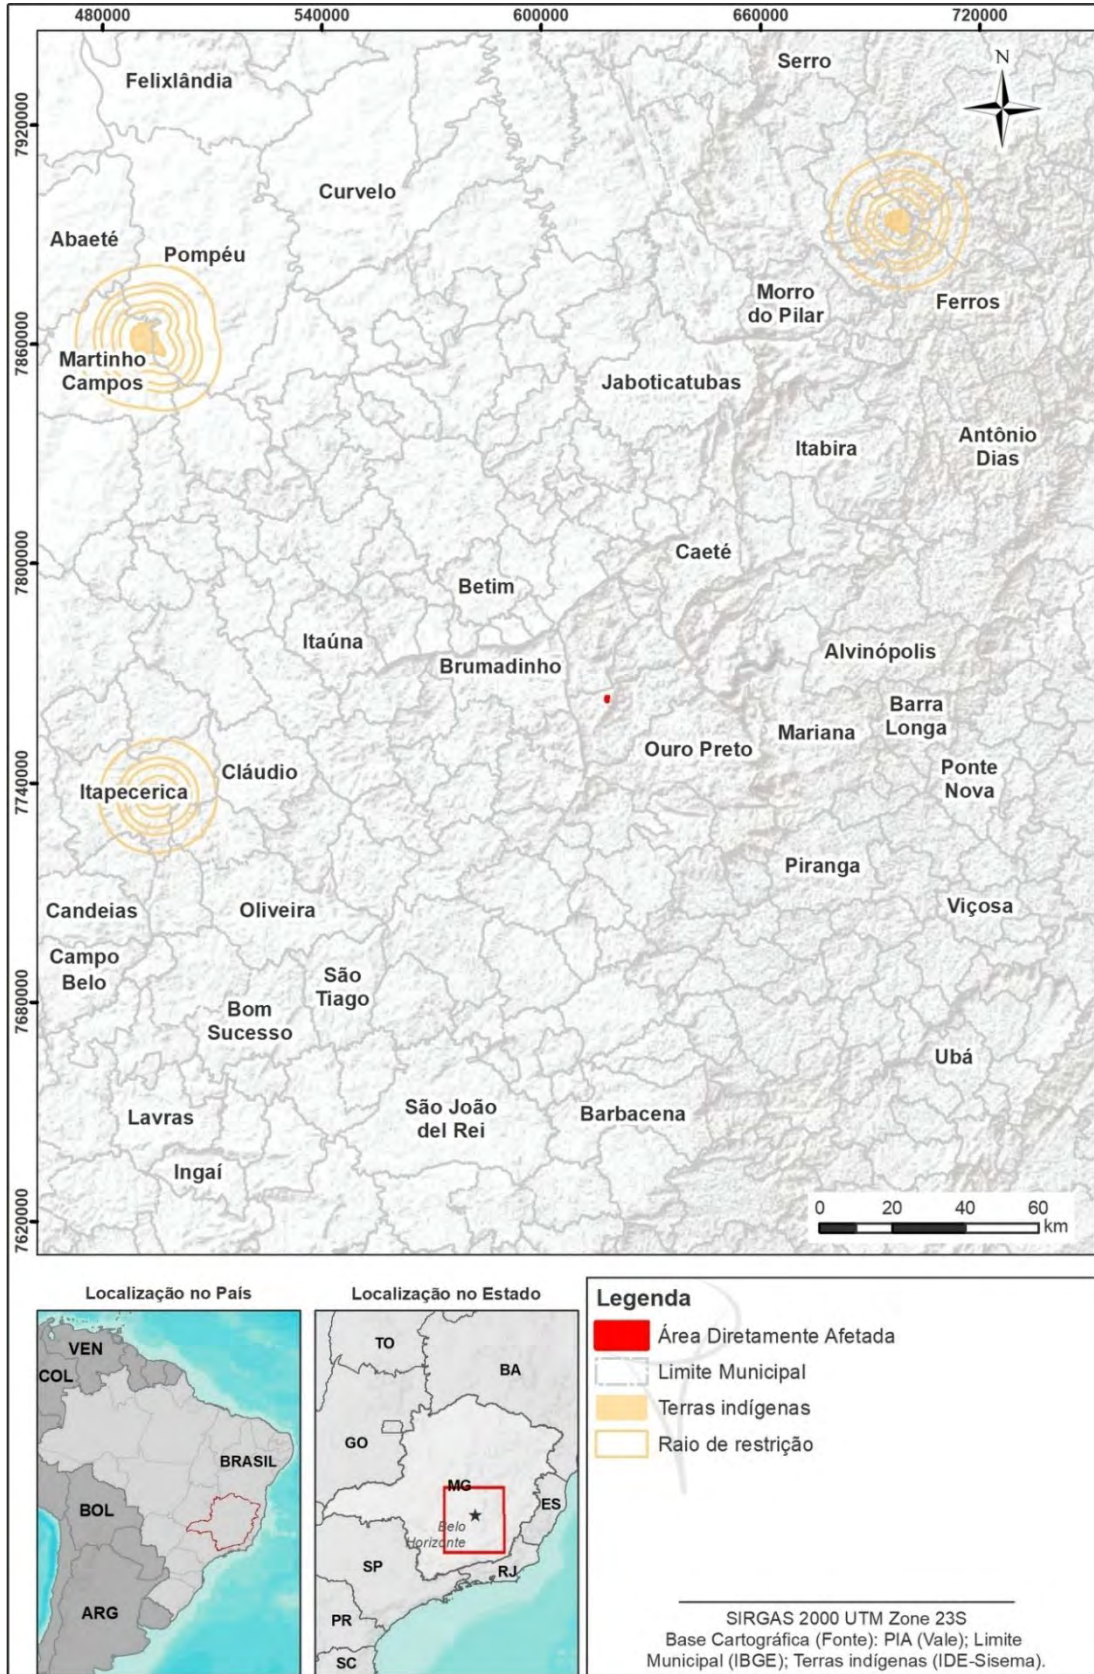 480000 540000 600000 660000 720000
N
Serro
Felixlândia
7920000
Curvelo
Abaeté
Pompéu
Morro
do Pilar
Ferros
7860000
Martinho
Campos
Jaboticatubas
Itabira
Antônio
Dias
Caeté
7800000
Betim
Itaúna
Brumadinho
Alvinópolis
Barra
Longa
Mariana
Ouro Preto
Ponte
Nova
Cláudio
7740000
Itapecerica
Piranga
Viçosa
Candeias
Oliveira
Campo
Belo
São
Tiago
7680000
Bom
Sucesso
Ubá
São João
del Rei
Barbacena
Lavras
Ingaí
7620000
0 20 40 60
km
Localização no País
VEN
COL
BRASIL
BOL
ARG
Localização no Estado
TO
BA
GO
MG
ES
Belo
Horizonte
SP
RJ
PR
SC
Legenda
Área Diretamente Afetada
Limite Municipal
Terras indígenas
Raio de restrição
SIRGAS 2000 UTM Zone 23S
Base Cartográfica (Fonte): PIA (Vale); Limite
Municipal (IBGE); Terras indígenas (IDE-Sisema).